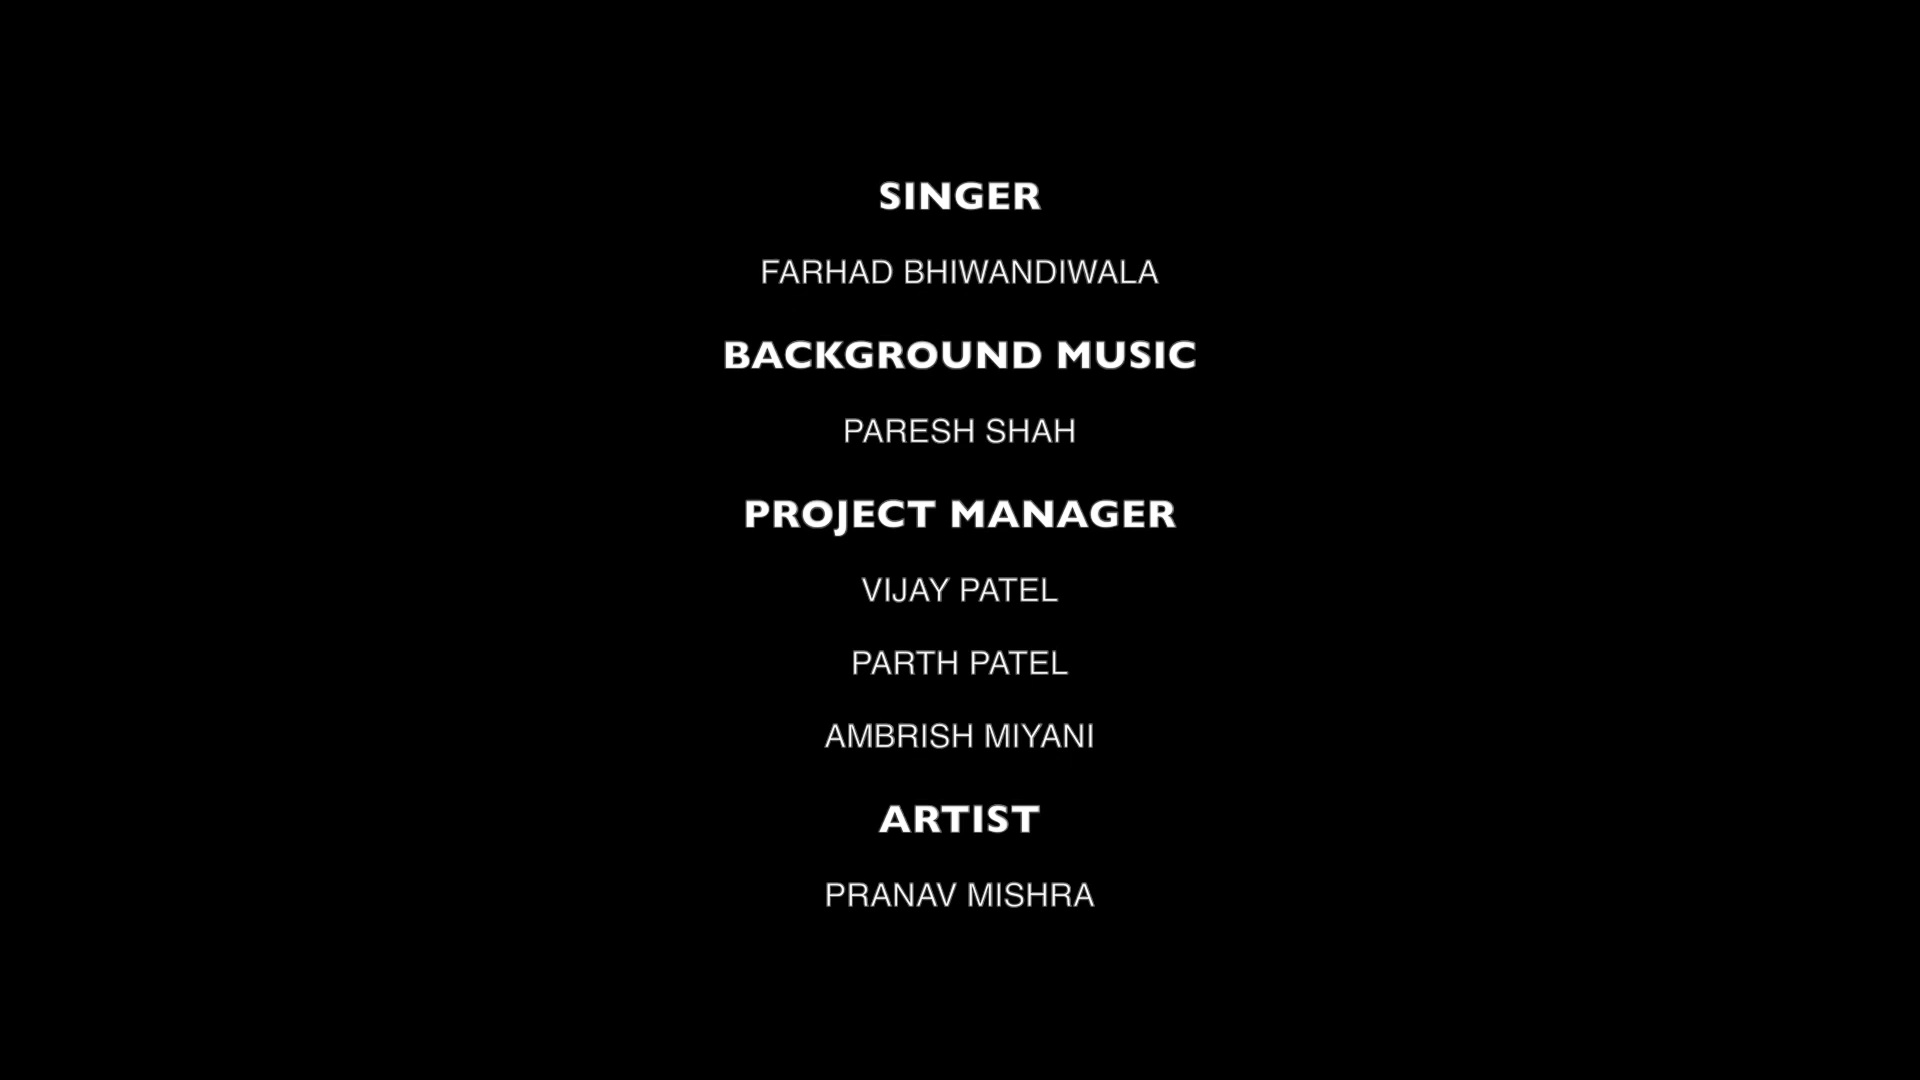 SINGER
FARHAD BHIWANDIWALA
BACKGROUND MUSIC
PARESH SHAH
PROJECT MANAGER
VIJAY PATEL
PARTH PATEL
AMBRISH MIYANI
ARTIST
PRANAV MISHRA